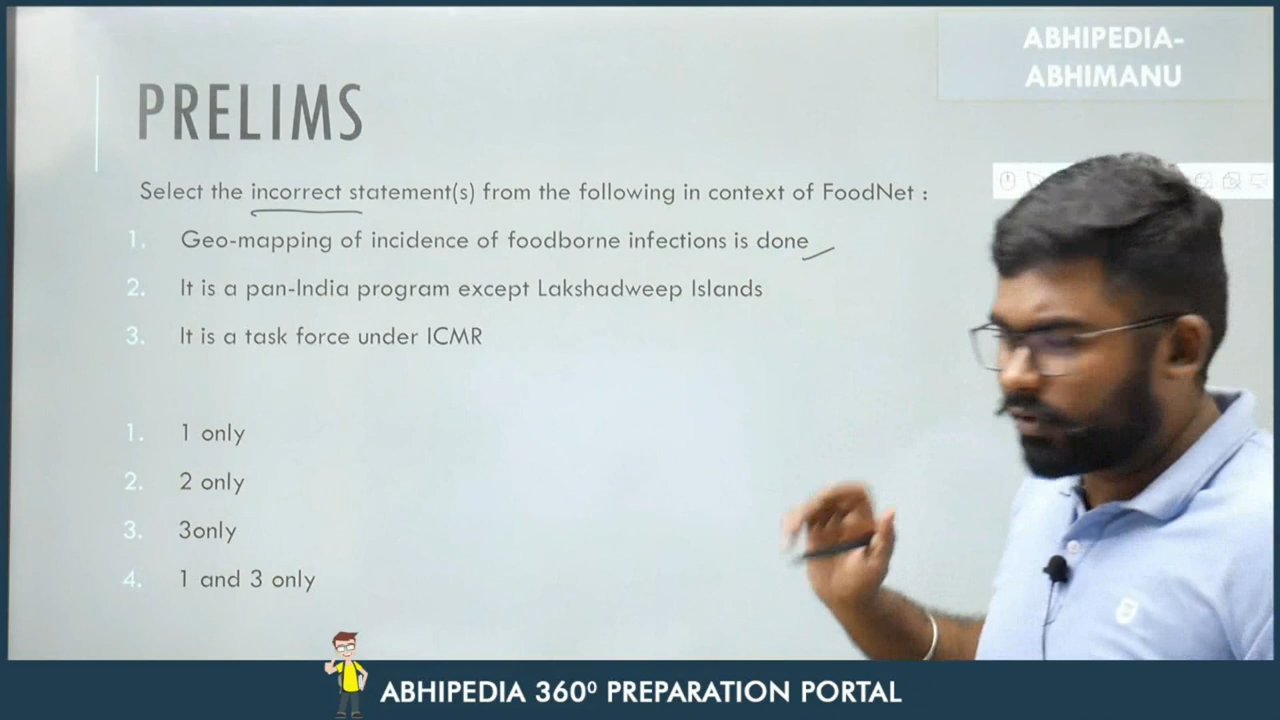 ABHIPEDIA-
ABHIMANU
PRELIMS
Select the incorrect statement(s) from the following in context of FoodNet :
1. Geo-mapping of incidence of foodborne infections is done
2. It is a pan-India program except Lakshadweep Islands
3. It is a task force under ICMR
1. 1 only
2. 2 only
3. 3only
4. 1 and 3 only
ABHIPEDIA 360⁰ PREPARATION PORTAL